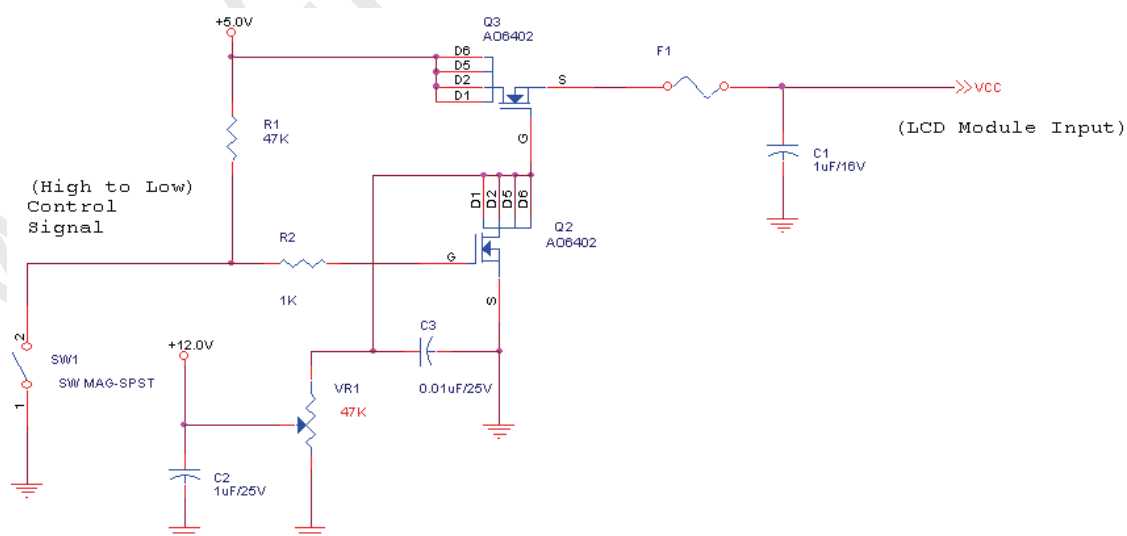 +5.0V
Q3
AO6402
D6
D5
D2
D1
S
G
F1
VCC
(LCD Module Input)
C1
1uF/16V
R1
47K
(High to Low)
Control
Signal
R2
1K
G
D1
D2
D5
D6
Q2
AO6402
S
C3
0.01uF/25V
2
SW1
SW MAG-SPST
1
+12.0V
VR1
47K
C2
1uF/25V